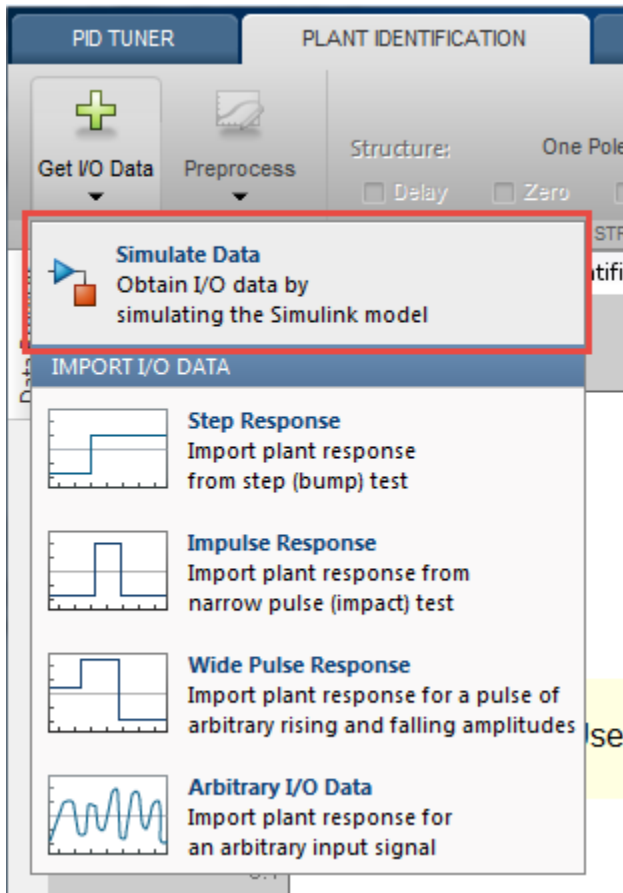 PID TUNER
PLANT IDENTIFICATION
Get I/O Data
Preprocess
Structure:
One Pole
Delay
Zero
Simulate Data
Obtain I/O data by
simulating the Simulink model
IMPORT I/O DATA
Step Response
Import plant response
from step (bump) test
Impulse Response
Import plant response from
narrow pulse (impact) test
Wide Pulse Response
Import plant response for a pulse of
arbitrary rising and falling amplitudes
Arbitrary I/O Data
Import plant response for
an arbitrary input signal